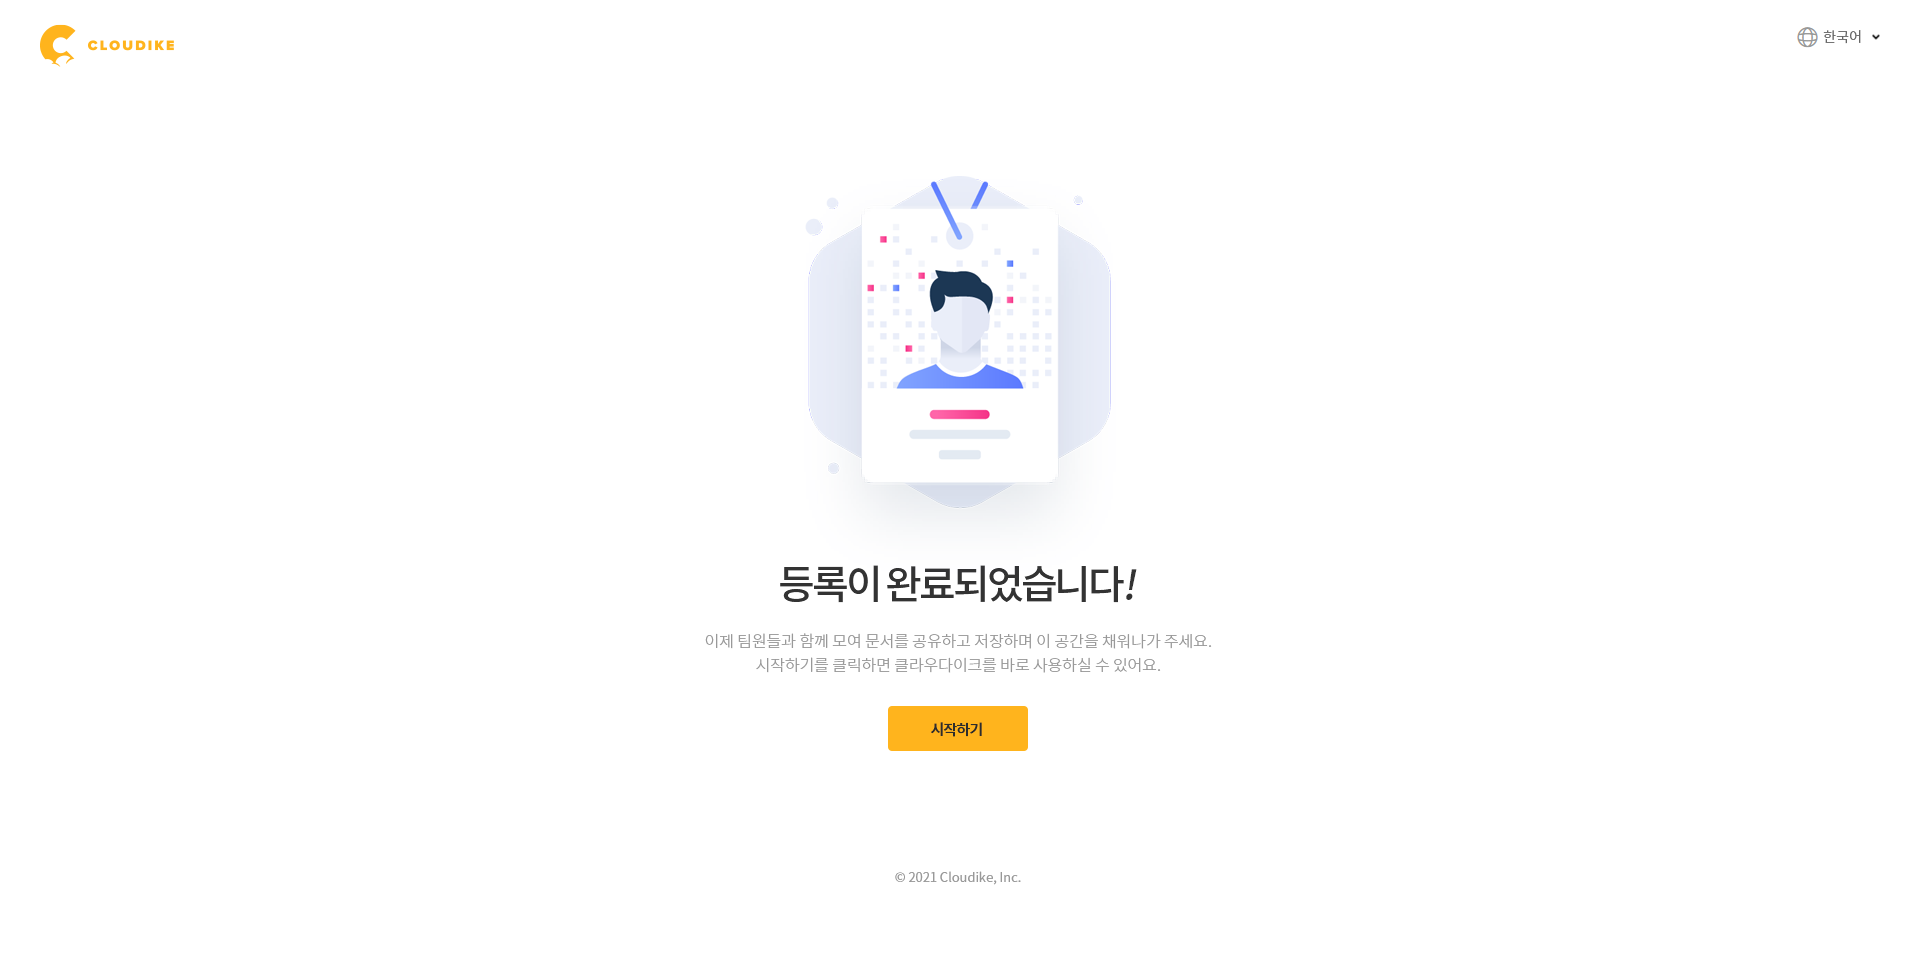 CLOUDIKE
한국어
등록이 완료되었습니다!
이제 팀원들과 함께 모여 문서를 공유하고 저장하며 이 공간을 채워나가 주세요.
시작하기를 클릭하면 클라우다이크를 바로 사용하실 수 있어요.
시작하기
© 2021 Cloudike, Inc.